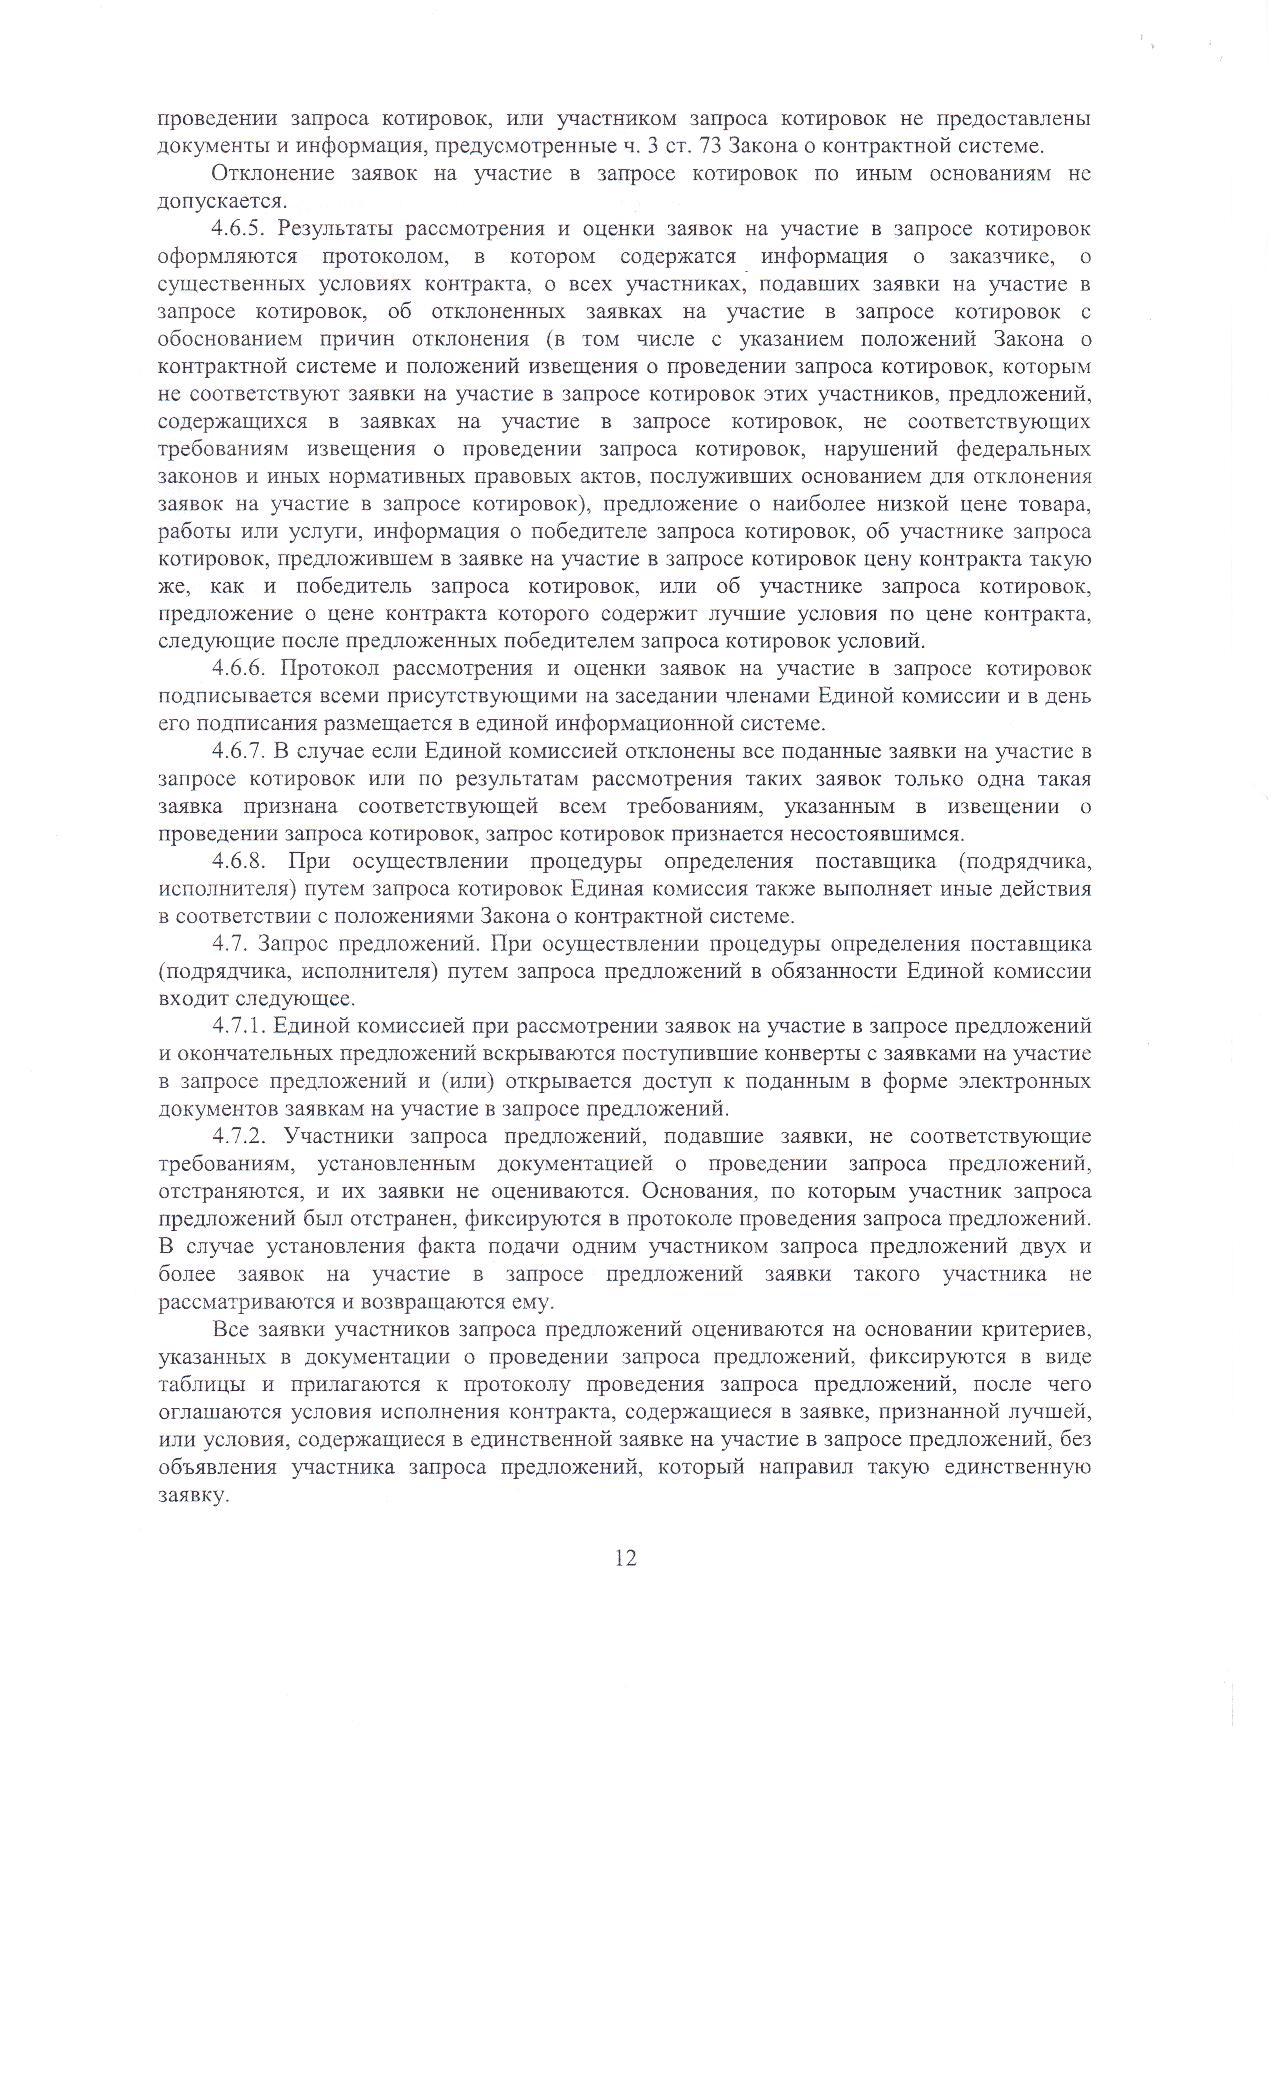 проведении запроса котировок, или участником запроса котировок не предоставлены
документы и информация, предусмотренные ч. 3 ст. 73 Закона о контрактной системе.
Отклонение заявок на участие в запросе котировок по иным основаниям не
допускается.
4.6.5. Результаты рассмотрения и оценки заявок на участие в запросе котировок
оформляются протоколом, в котором содержатся информация о заказчике, о
существенных условиях контракта, о всех участниках, подавших заявки на участие в
запросе котировок, об отклоненных заявках на участие в запросе котировок с
обоснованием причин отклонения (в том числе с указанием положений Закона о
контрактной системе и положений извещения о проведении запроса котировок, которым
не соответствуют заявки на участие в запросе котировок этих участников, предложений,
содержащихся в заявках на участие в запросе котировок, не соответствующих
требованиям извещения о проведении запроса котировок, нарушений федеральных
законов и иных нормативных правовых актов, послуживших основанием для отклонения
заявок на участие в запросе котировок), предложение о наиболее низкой цене товара,
работы или услуги, информация о победителе запроса котировок, об участнике запроса
котировок, предложившем в заявке на участие в запросе котировок цену контракта такую
же, как и победитель запроса котировок, или об участнике запроса котировок,
предложение о цене контракта которого содержит лучшие условия по цене контракта,
следующие после предложенных победителем запроса котировок условий.
4.6.6. Протокол рассмотрения и оценки заявок на участие в запросе котировок
подписывается всеми присутствующими на заседании членами Единой комиссии и в день
его подписания размещается в единой информационной системе.
4.6.7. В случае если Единой комиссией отклонены все поданные заявки на участие в
запросе котировок или по результатам рассмотрения таких заявок только одна такая
заявка признана соответствующей всем требованиям, указанным в извещении о
проведении запроса котировок, запрос котировок признается несостоявшимся.
4.6.8. При осуществлении процедуры определения поставщика (подрядчика,
исполнителя) путем запроса котировок Единая комиссия также выполняет иные действия
в соответствии с положениями Закона о контрактной системе.
4.7. Запрос предложений. При осуществлении процедуры определения поставщика
(подрядчика, исполнителя) путем запроса предложений в обязанности Единой комиссии
входит следующее.
4.7.1. Единой комиссией при рассмотрении заявок на участие в запросе предложений
и окончательных предложений вскрываются поступившие конверты с заявками на участие
в запросе предложений и (или) открывается доступ к поданным в форме электронных
документов заявкам на участие в запросе предложений.
4.7.2. Участники запроса предложений, подавшие заявки, не соответствующие
требованиям, установленным документацией о проведении запроса предложений,
отстраняются, и их заявки не оцениваются. Основания, по которым участник запроса
предложений был отстранен, фиксируются в протоколе проведения запроса предложений.
В случае установления факта подачи одним участником запроса предложений двух и
более заявок на участие в запросе предложений заявки такого участника не
рассматриваются и возвращаются ему.
Все заявки участников запроса предложений оцениваются на основании критериев,
указанных в документации о проведении запроса предложений, фиксируются в виде
таблицы и прилагаются к протоколу проведения запроса предложений, после чего
оглашаются условия исполнения контракта, содержащиеся в заявке, признанной лучшей,
или условия, содержащиеся в единственной заявке на участие в запросе предложений, без
объявления участника запроса предложений, который направил такую единственную
заявку.
12